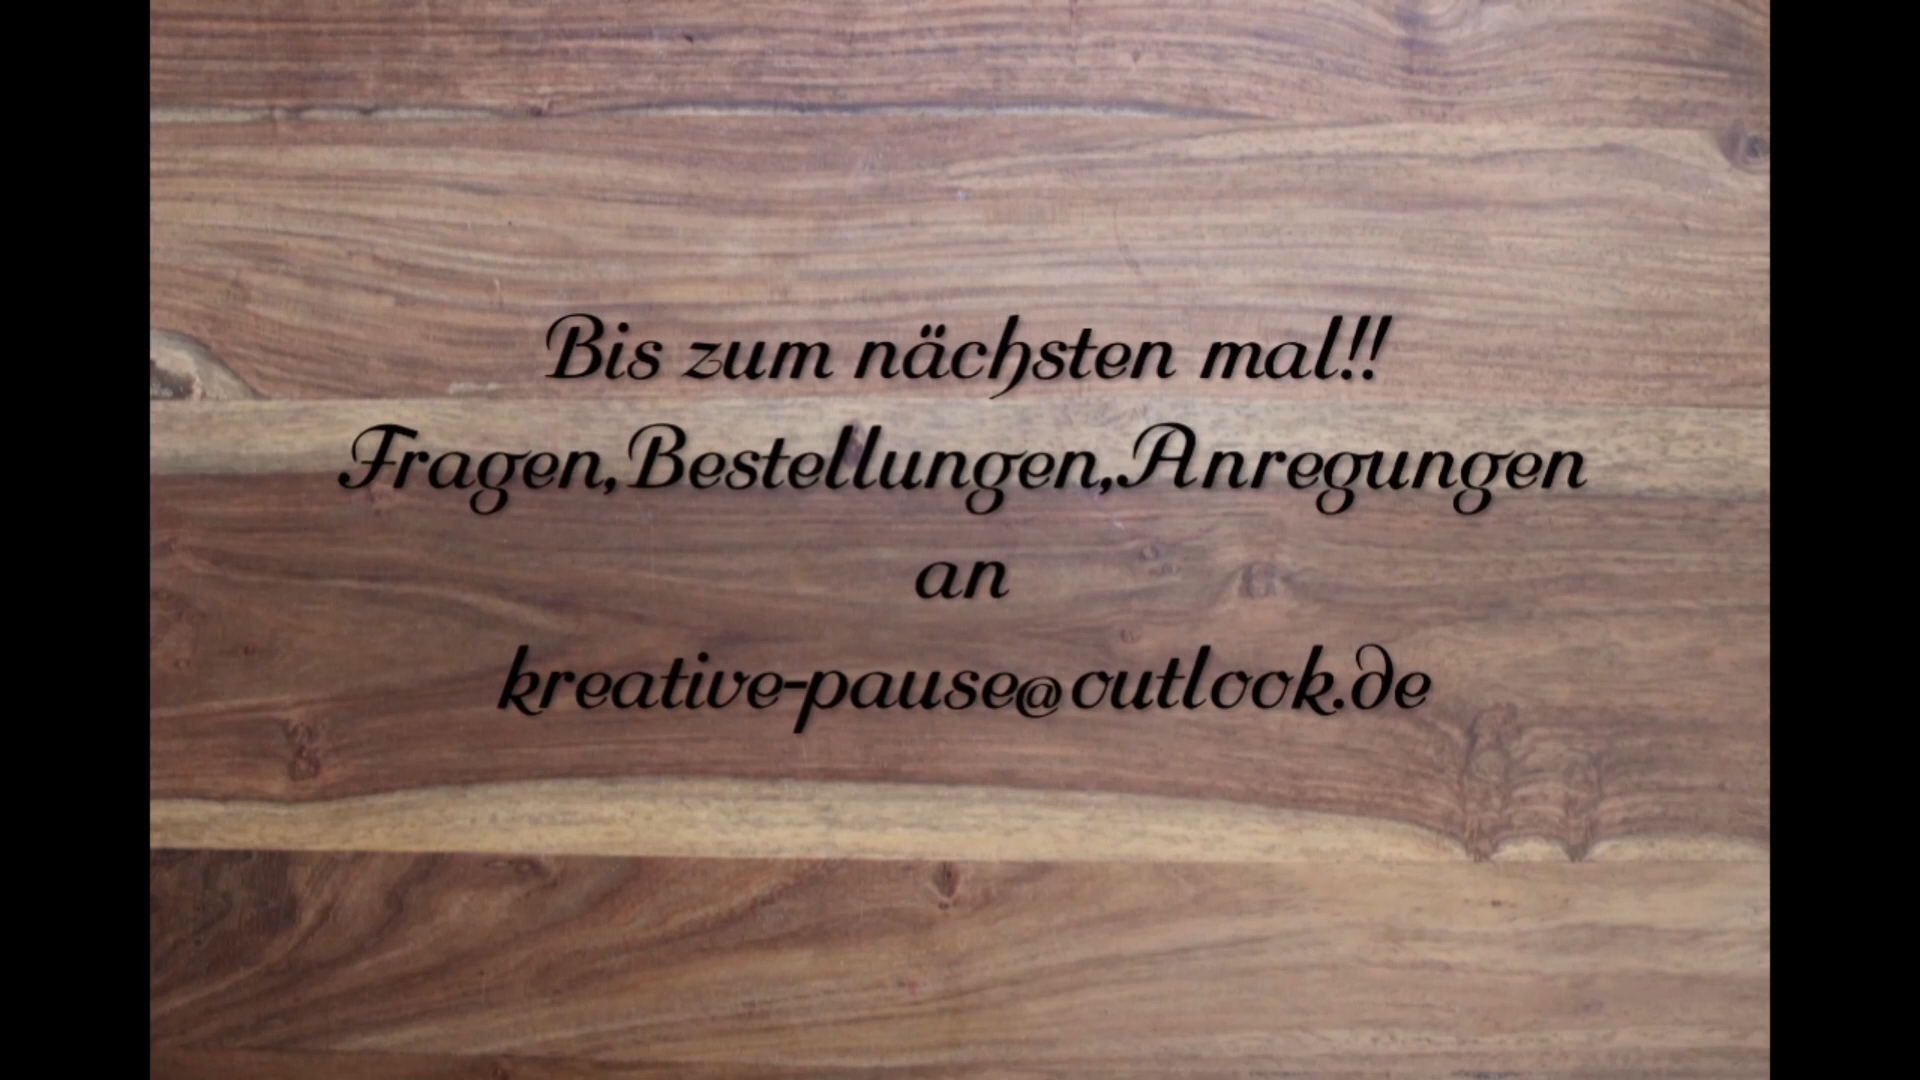 Bis zum nächsten mal!!
Fragen,Bestellungen,Anregungen
an
kreative-pause@outlook.de